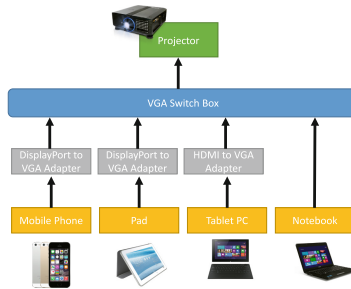 Projector
VGA Switch Box
DisplayPort to
VGA Adapter
DisplayPort to
VGA Adapter
HDMI to VGA
Adapter
Mobile Phone
Pad
Tablet PC
Notebook